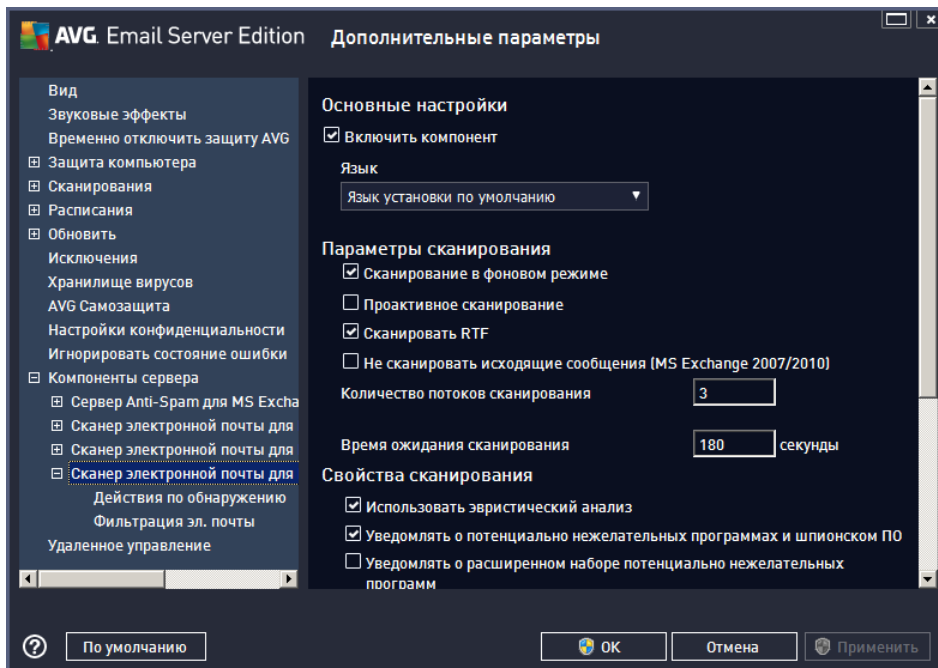 AVG. Email Server Edition
Дополнительные параметры
Вид
Звуковые эффекты
Временно отключить защиту AVG
Защита компьютера
Сканирования
Расписания
Обновить
Исключения
Хранилище вирусов
AVG Самозащита
Настройки конфиденциальности
Игнорировать состояние ошибки
Компоненты сервера
Сервер Anti-Spam для MS Excha
Сканер электронной почты для
Сканер электронной почты для
Сканер электронной почты для
Действия по обнаружению
Фильтрация эл. почты
Удаленное управление
Основные настройки
Включить компонент
Язык
Язык установки по умолчанию
Параметры сканирования
Сканирование в фоновом режиме
Проактивное сканирование
Сканировать RTF
Не сканировать исходящие сообщения (MS Exchange 2007/2010)
Количество потоков сканирования 3
Время ожидания сканирования 180 секунды
Свойства сканирования
Использовать эвристический анализ
Уведомлять о потенциально нежелательных программах и шпионском ПО
Уведомлять о расширенном наборе потенциально нежелательных
программ
? По умолчанию
OK
Отмена
Применить